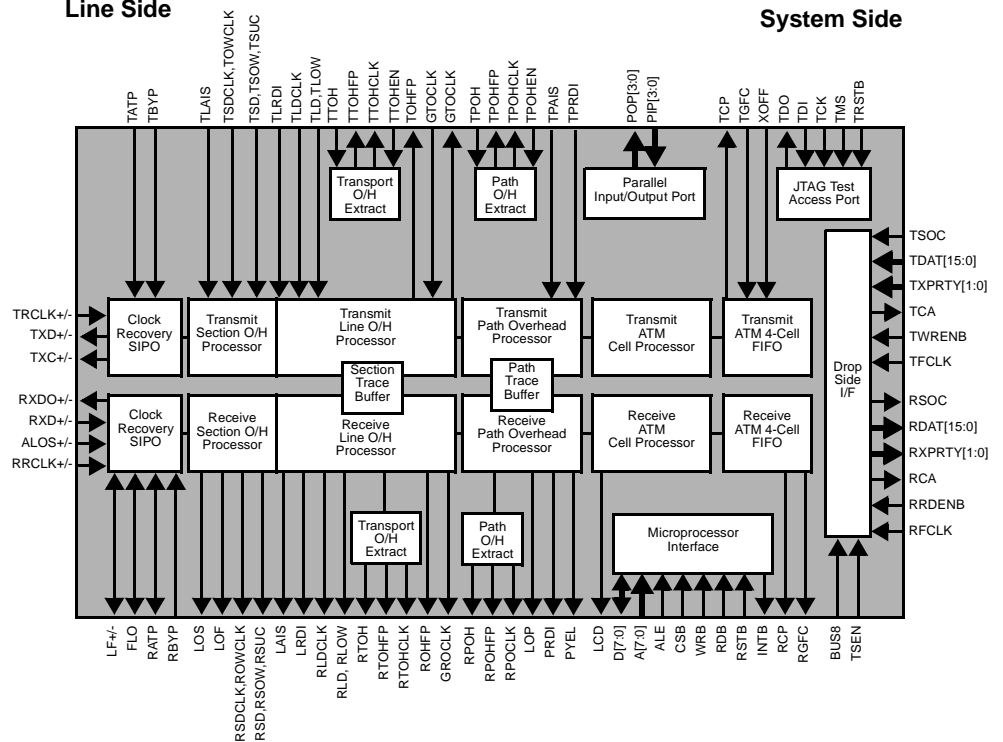 Line Side
System Side
TATP
TBYP
TLAIS
TSDCLK,TOWCLK
TSD,TSOW,TSUC
TLRDI
TLDCLK
TLD,TLOW
TTOH
TTOHFP
TTOHCLK
TTOHEN
TOHFP
GTOCLK
GTOCLK
TPOH
TPOHFP
TPOHCLK
TPOHEN
TPAIS
TPRDI
POP[3:0]
PIP[3:0]
TCP
TGFC
XOFF
TDO
TDI
TCK
TMS
TRSTB
Transport
O/H
Extract
Path
O/H
Extract
Parallel
Input/Output Port
JTAG Test
Access Port
TRCLK+/-
TXD+/-
TXC+/-
RXDO+/-
RXD+/-
ALOS+/-
RRCLK+/-
Clock
Recovery
SIPO
Transmit
Section O/H
Processor
Transmit
Line O/H
Processor
Transmit
Path Overhead
Processor
Transmit
ATM
Cell Processor
Transmit
ATM 4-Cell
FIFO
Section
Trace
Buffer
Path
Trace
Buffer
Clock
Recovery
SIPO
Receive
Section O/H
Processor
Receive
Line O/H
Processor
Receive
Path Overhead
Processor
Receive
ATM
Cell Processor
Receive
ATM 4-Cell
FIFO
Drop
Side
I/F
TSOC
TDAT[15:0]
TXPRTY[1:0]
TCA
TWRENB
TFCLK
RSOC
RDAT[15:0]
RXPRTY[1:0]
RCA
RRDENB
RFCLK
Transport
O/H
Extract
Path
O/H
Extract
Microprocessor
Interface
LF+/-
FLO
RATP
RBYP
LOS
LOF
RSDCLK,ROWCLK
RSD,RSOW,RSUC
LAIS
LRDI
RLDCLK
RLD, RLOW
RTOH
RTOHFP
RTOHCLK
ROHFP
GROCLK
RPOH
RPOHFP
RPOCLK
LOP
PRDI
PYEL
LCD
D[7:0]
A[7:0]
ALE
CSB
WRB
RDB
RSTB
INTB
RCP
RGFC
BUS8
TSEN